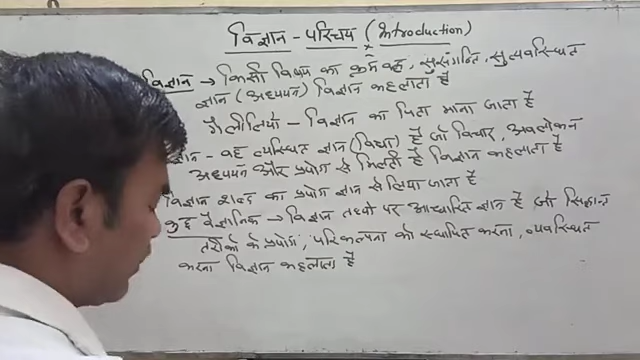 विज्ञान - परिचय (Introduction)
विज्ञान → किसी विषय का क्रमबद्ध, सुसंगठित, सुव्यवस्थित
ज्ञान (अध्ययन) विज्ञान कहलाता है
गैलीलियो - विज्ञान का पिता माना जाता है
ज्ञान - वह व्यवस्थित ज्ञान (विद्या) है जो विचार, अवलोकन
अध्ययन और प्रयोग से मिलती है विज्ञान कहलाता है
विज्ञान शब्द का प्रयोग ज्ञान से लिया जाता है
कुछ वैज्ञानिक → विज्ञान तथ्यों पर आधारित ज्ञान है जो सिद्धान्त
तरीको के प्रयोग, परिकल्पना को स्थापित करना, व्यवस्थित
करना विज्ञान कहलाता है